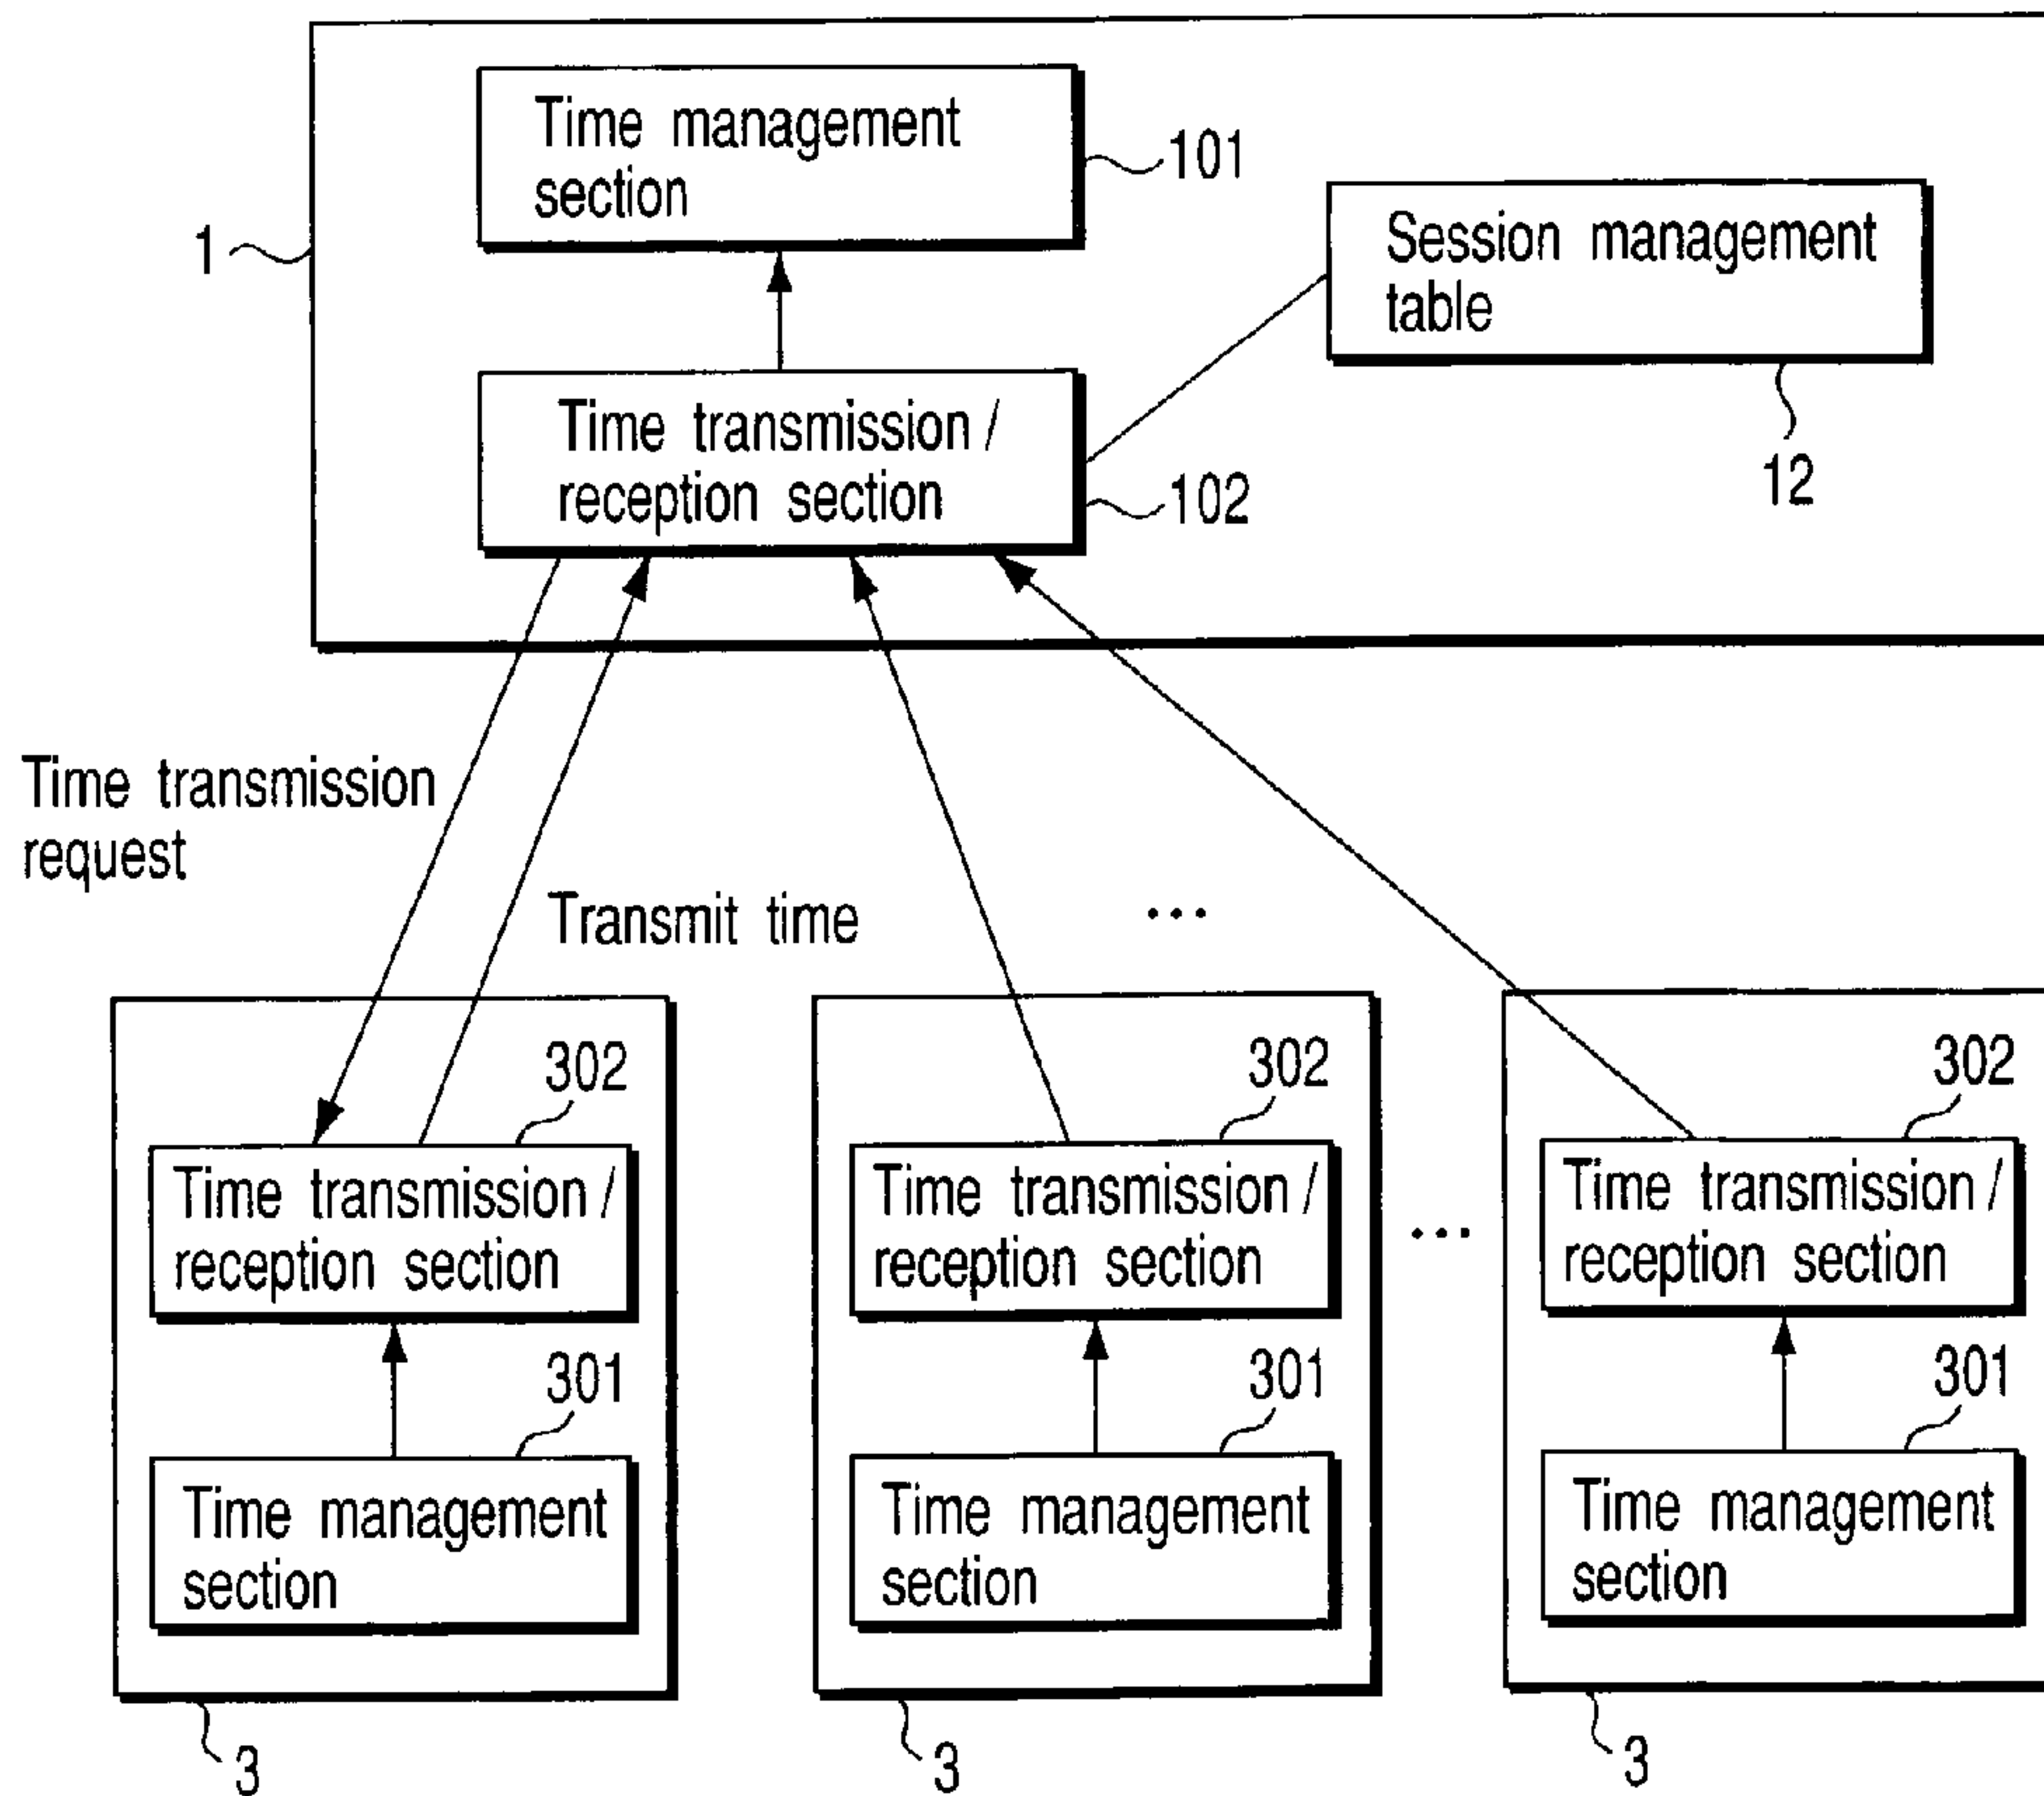 Time management
section
101
1
Session management
table
12
Time transmission /
reception section
102
Time transmission
request
Transmit time
...
302
Time transmission /
reception section
301
Time management
section
3
302
Time transmission /
reception section
301
Time management
section
3
...
302
Time transmission /
reception section
301
Time management
section
3